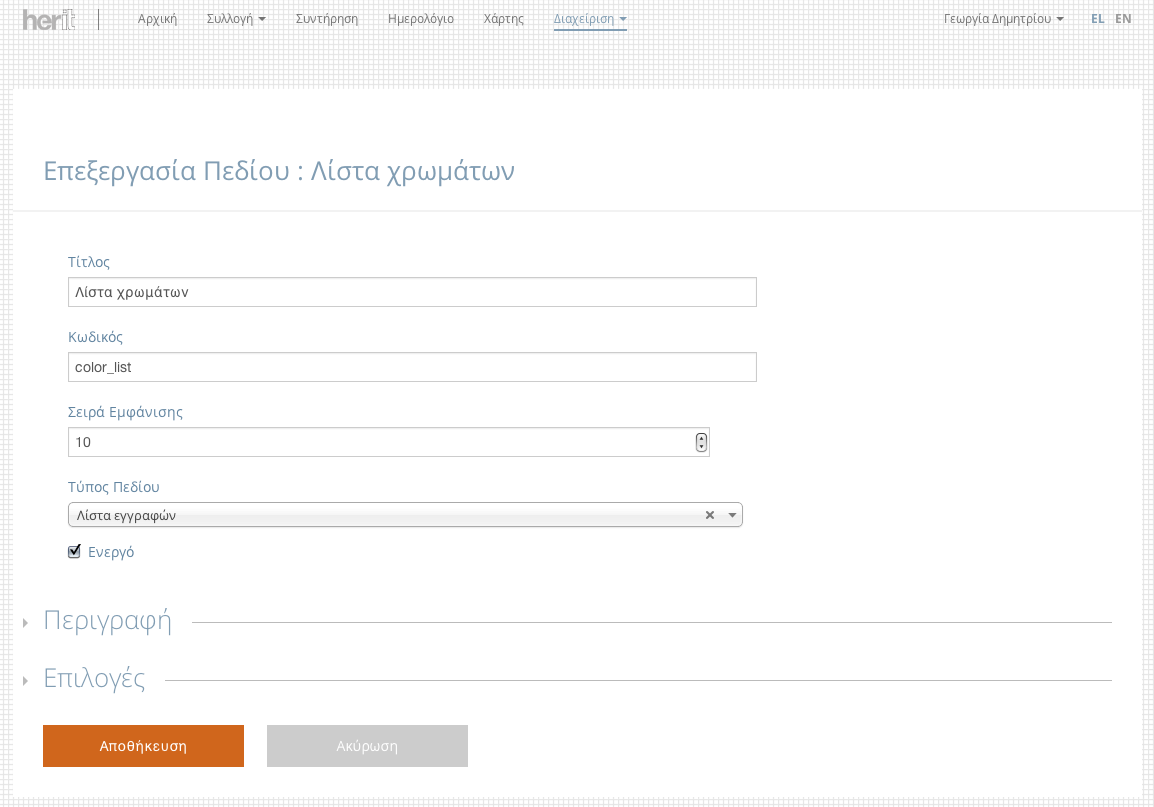 herit Αρχική Συλλογή Συντήρηση Ημερολόγιο Χάρτης Διαχείριση Γεωργία Δημητρίου EL EN
Επεξεργασία Πεδίου : Λίστα χρωμάτων
Τίτλος
Λίστα χρωμάτων
Κωδικός
color_list
Σειρά Εμφάνισης
10
Τύπος Πεδίου
Λίστα εγγραφών
Ενεργό
Περιγραφή
Επιλογές
Αποθήκευση Ακύρωση